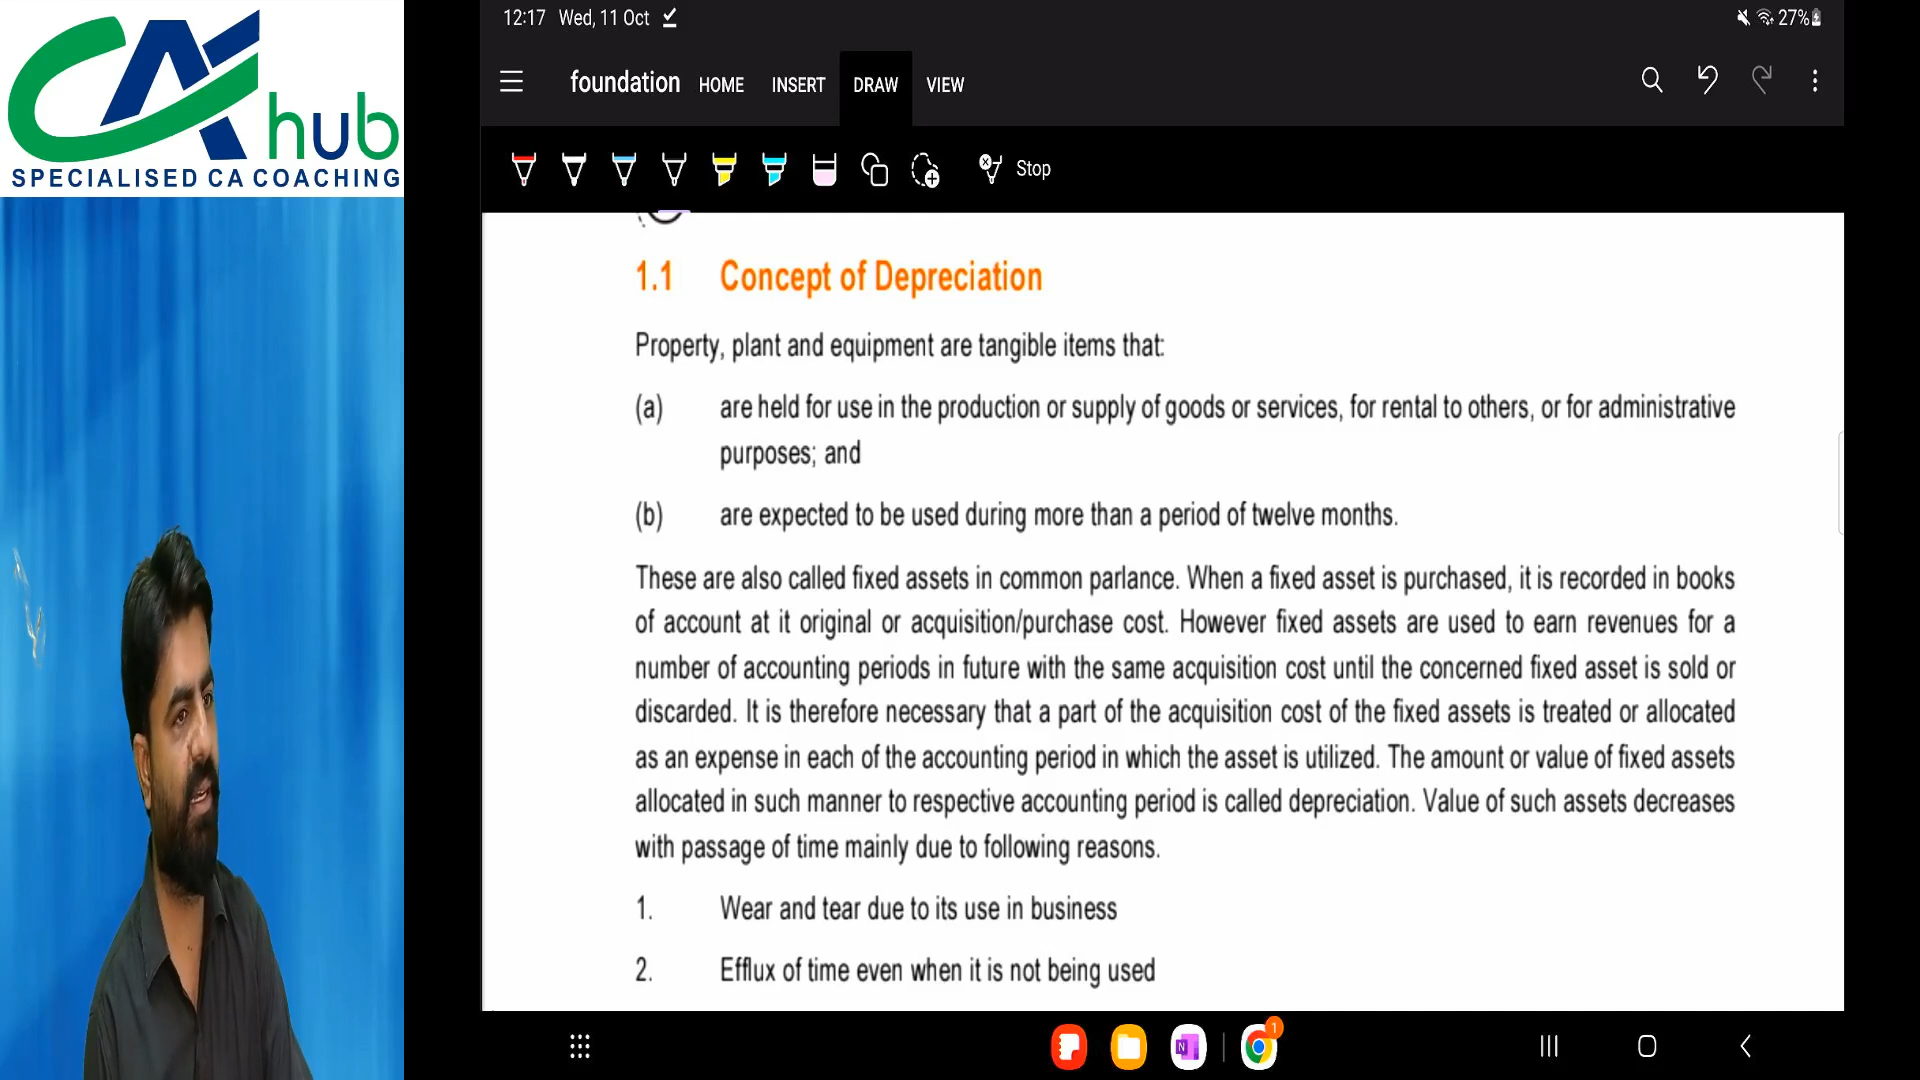 CA hub
SPECIALISED CA COACHING
12:17 Wed, 11 Oct
27%
foundation HOME INSERT DRAW VIEW
Stop
1.1 Concept of Depreciation
Property, plant and equipment are tangible items that:
(a) are held for use in the production or supply of goods or services, for rental to others, or for administrative
purposes; and
(b) are expected to be used during more than a period of twelve months.
These are also called fixed assets in common parlance. When a fixed asset is purchased, it is recorded in books
of account at it original or acquisition/purchase cost. However fixed assets are used to earn revenues for a
number of accounting periods in future with the same acquisition cost until the concerned fixed asset is sold or
discarded. It is therefore necessary that a part of the acquisition cost of the fixed assets is treated or allocated
as an expense in each of the accounting period in which the asset is utilized. The amount or value of fixed assets
allocated in such manner to respective accounting period is called depreciation. Value of such assets decreases
with passage of time mainly due to following reasons.
1. Wear and tear due to its use in business
2. Efflux of time even when it is not being used
N
1